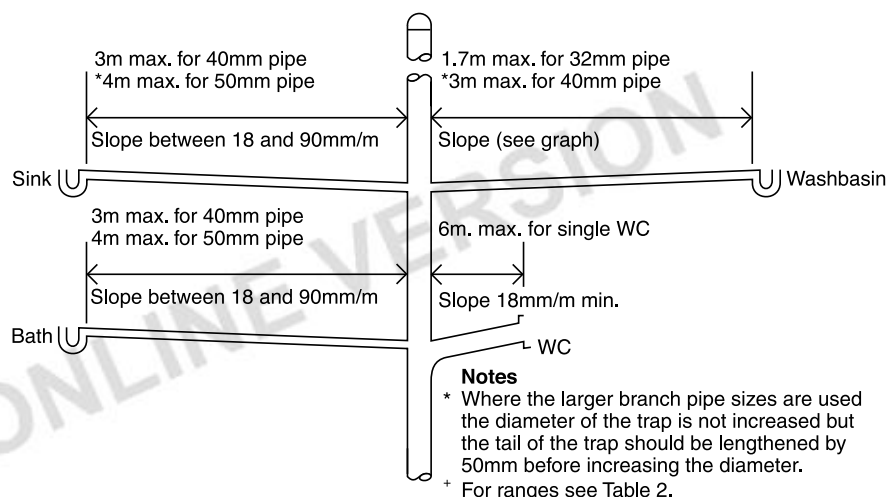 3m max. for 40mm pipe
*4m max. for 50mm pipe
1.7m max. for 32mm pipe
*3m max. for 40mm pipe
Slope between 18 and 90mm/m
Slope (see graph)
Sink
Washbasin
3m max. for 40mm pipe
4m max. for 50mm pipe
6m. max. for single WC
Slope between 18 and 90mm/m
Slope 18mm/m min.
Bath
WC
Notes
* Where the larger branch pipe sizes are used
the diameter of the trap is not increased but
the tail of the trap should be lengthened by
50mm before increasing the diameter.
+ For ranges see Table 2.
ONLINE VERSION